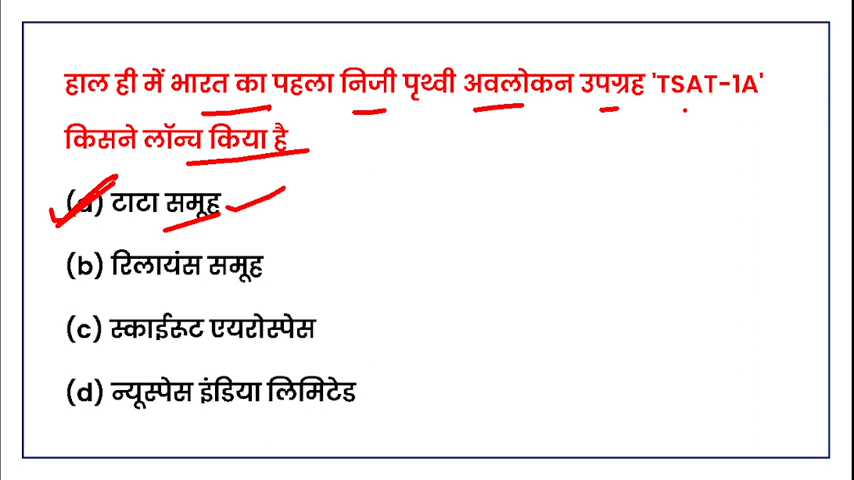 हाल ही में भारत का पहला निजी पृथ्वी अवलोकन उपग्रह 'TSAT-1A'
किसने लॉन्च किया है
(a) टाटा समूह
(b) रिलायंस समूह
(c) स्काईरूट एयरोस्पेस
(d) न्यूस्पेस इंडिया लिमिटेड